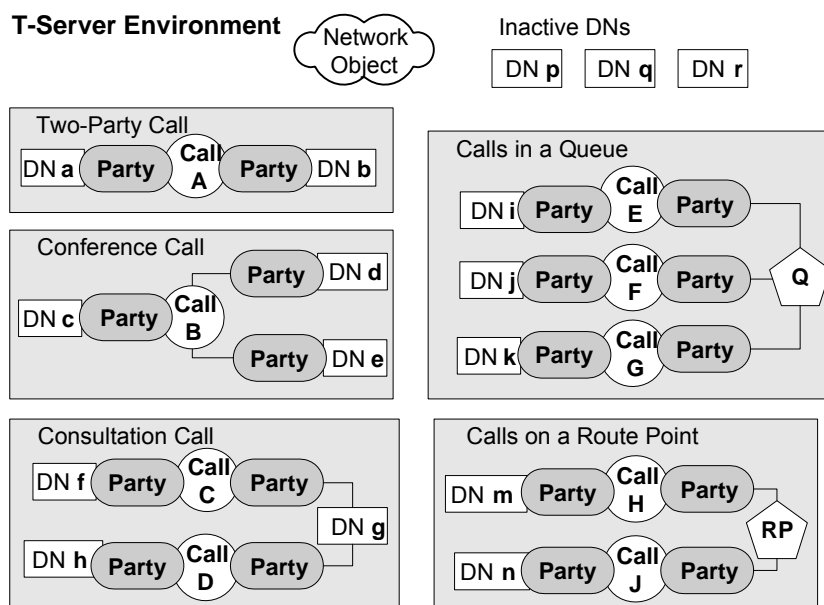 T-Server Environment
Network
Object
Inactive DNs
DN p
DN q
DN r
Two-Party Call
DN a
Party
Call
A
Party
DN b
Conference Call
DN c
Party
Call
B
Party
DN d
Party
DN e
Consultation Call
DN f
Party
Call
C
Party
DN g
DN h
Party
Call
D
Party
Calls in a Queue
DN i
Party
Call
E
Party
DN j
Party
Call
F
Party
Q
DN k
Party
Call
G
Party
Calls on a Route Point
DN m
Party
Call
H
Party
RP
DN n
Party
Call
J
Party